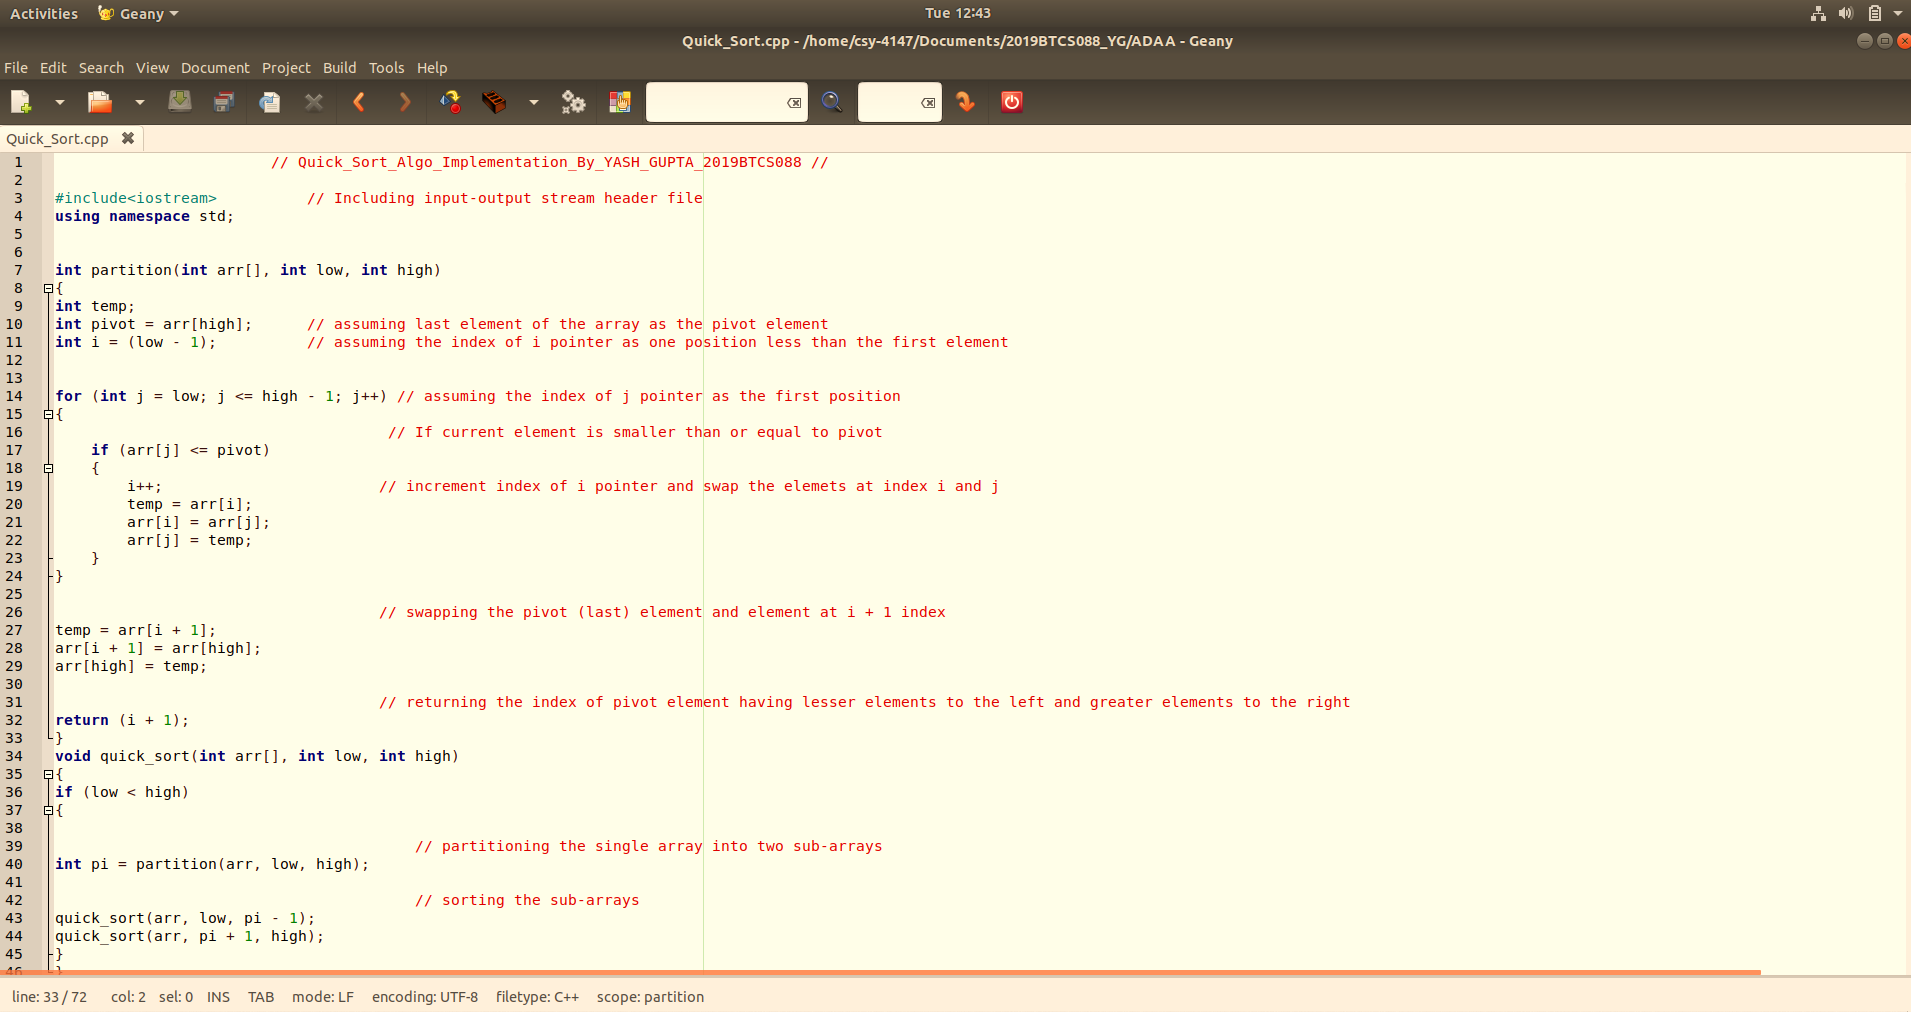 Activities Geany Tue 12:43
Quick_Sort.cpp - /home/csy-4147/Documents/2019BTCS088_YG/ADAA - Geany
File Edit Search View Document Project Build Tools Help
Quick_Sort.cpp
1 // Quick_Sort_Algo_Implementation_By_YASH_GUPTA_2019BTCS088 //
2
3 #include<iostream> // Including input-output stream header file
4 using namespace std;
5
6
7 int partition(int arr[], int low, int high)
8 {
9 int temp;
10 int pivot = arr[high]; // assuming last element of the array as the pivot element
11 int i = (low - 1); // assuming the index of i pointer as one position less than the first element
12
13
14 for (int j = low; j <= high - 1; j++) // assuming the index of j pointer as the first position
15 {
16 // If current element is smaller than or equal to pivot
17 if (arr[j] <= pivot)
18 {
19 i++; // increment index of i pointer and swap the elemets at index i and j
20 temp = arr[i];
21 arr[i] = arr[j];
22 arr[j] = temp;
23 }
24 }
25
26 // swapping the pivot (last) element and element at i + 1 index
27 temp = arr[i + 1];
28 arr[i + 1] = arr[high];
29 arr[high] = temp;
30
31 // returning the index of pivot element having lesser elements to the left and greater elements to the right
32 return (i + 1);
33 }
34 void quick_sort(int arr[], int low, int high)
35 {
36 if (low < high)
37 {
38
39 // partitioning the single array into two sub-arrays
40 int pi = partition(arr, low, high);
41
42 // sorting the sub-arrays
43 quick_sort(arr, low, pi - 1);
44 quick_sort(arr, pi + 1, high);
45 }
46 }
line: 33 / 72 col: 2 sel: 0 INS TAB mode: LF encoding: UTF-8 filetype: C++ scope: partition